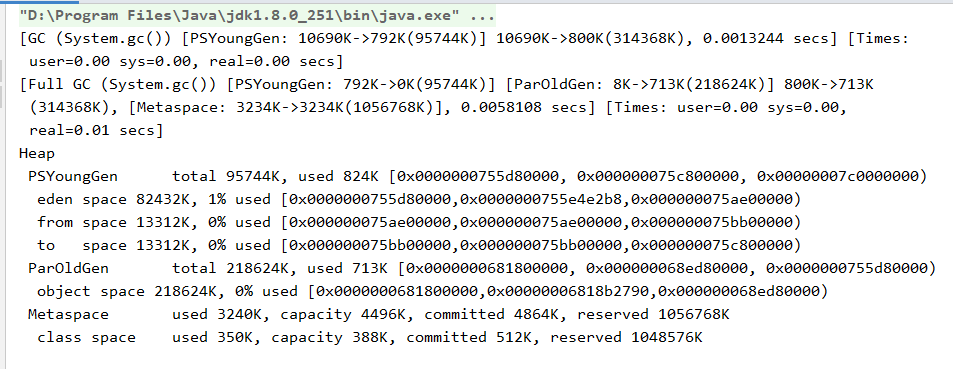 "D:\Program Files\Java\jdk1.8.0_251\bin\java.exe" ...
[GC (System.gc()) [PSYoungGen: 10690K->792K(95744K)] 10690K->800K(314368K), 0.0013244 secs] [Times:
 user=0.00 sys=0.00, real=0.00 secs]
[Full GC (System.gc()) [PSYoungGen: 792K->0K(95744K)] [ParOldGen: 8K->713K(218624K)] 800K->713K
 (314368K), [Metaspace: 3234K->3234K(1056768K)], 0.0058108 secs] [Times: user=0.00 sys=0.00,
 real=0.01 secs]
Heap
 PSYoungGen      total 95744K, used 824K [0x0000000755d80000, 0x000000075c800000, 0x00000007c0000000)
  eden space 82432K, 1% used [0x0000000755d80000,0x0000000755e4e2b8,0x000000075ae00000)
  from space 13312K, 0% used [0x000000075ae00000,0x000000075ae00000,0x000000075bb00000)
  to   space 13312K, 0% used [0x000000075bb00000,0x000000075bb00000,0x000000075c800000)
 ParOldGen       total 218624K, used 713K [0x0000000681800000, 0x000000068ed80000, 0x0000000755d80000)
  object space 218624K, 0% used [0x0000000681800000,0x00000006818b2790,0x000000068ed80000)
 Metaspace       used 3240K, capacity 4496K, committed 4864K, reserved 1056768K
  class space    used 350K, capacity 388K, committed 512K, reserved 1048576K